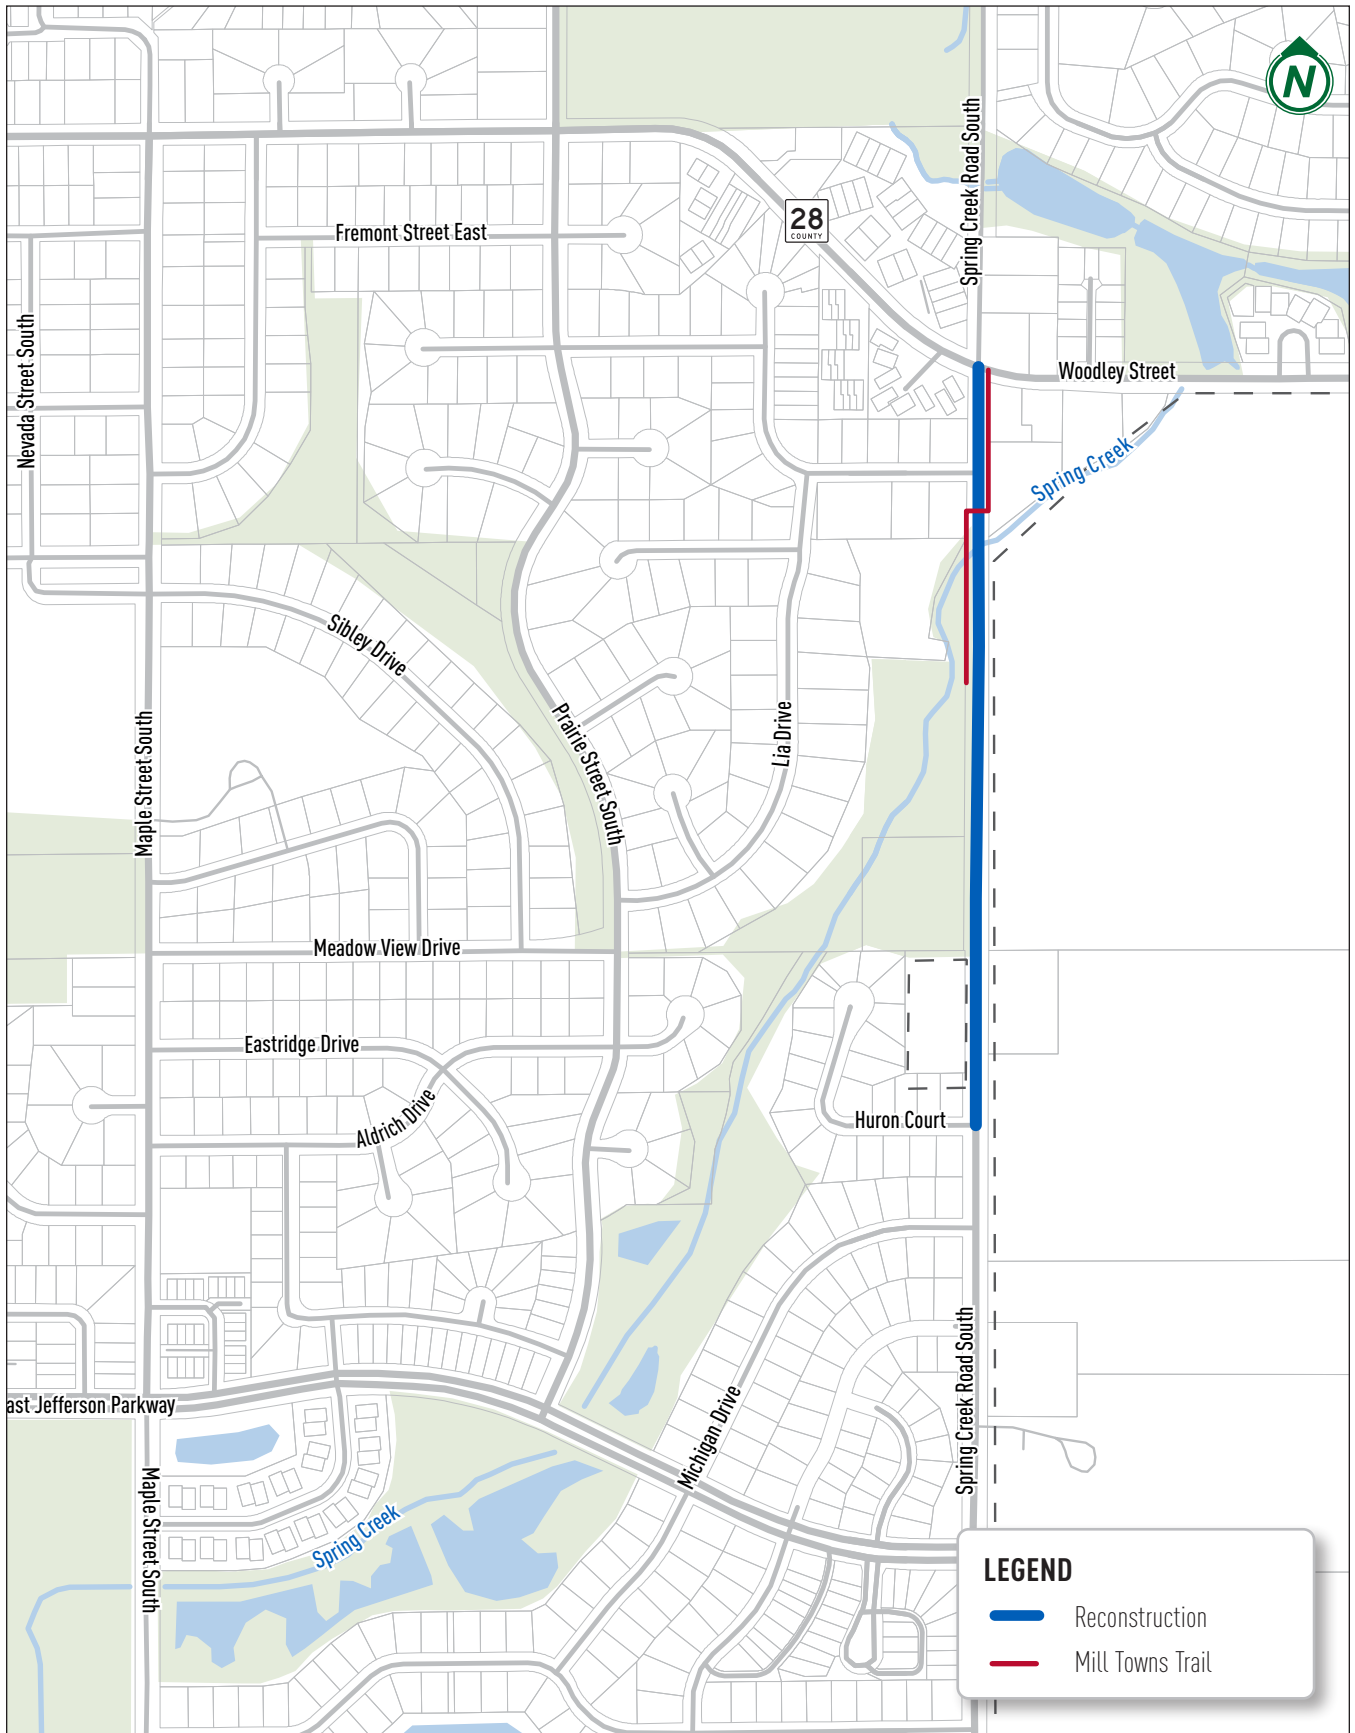 N
Spring Creek Road South
28
COUNTY
Fremont Street East
Nevada Street South
Woodley Street
Spring Creek
Sibley Drive
Prairie Street South
Lia Drive
Maple Street South
Meadow View Drive
Eastridge Drive
Aldrich Drive
Huron Court
Spring Creek Road South
Michigan Drive
ast Jefferson Parkway
Maple Street South
Spring Creek
LEGEND
Reconstruction
Mill Towns Trail